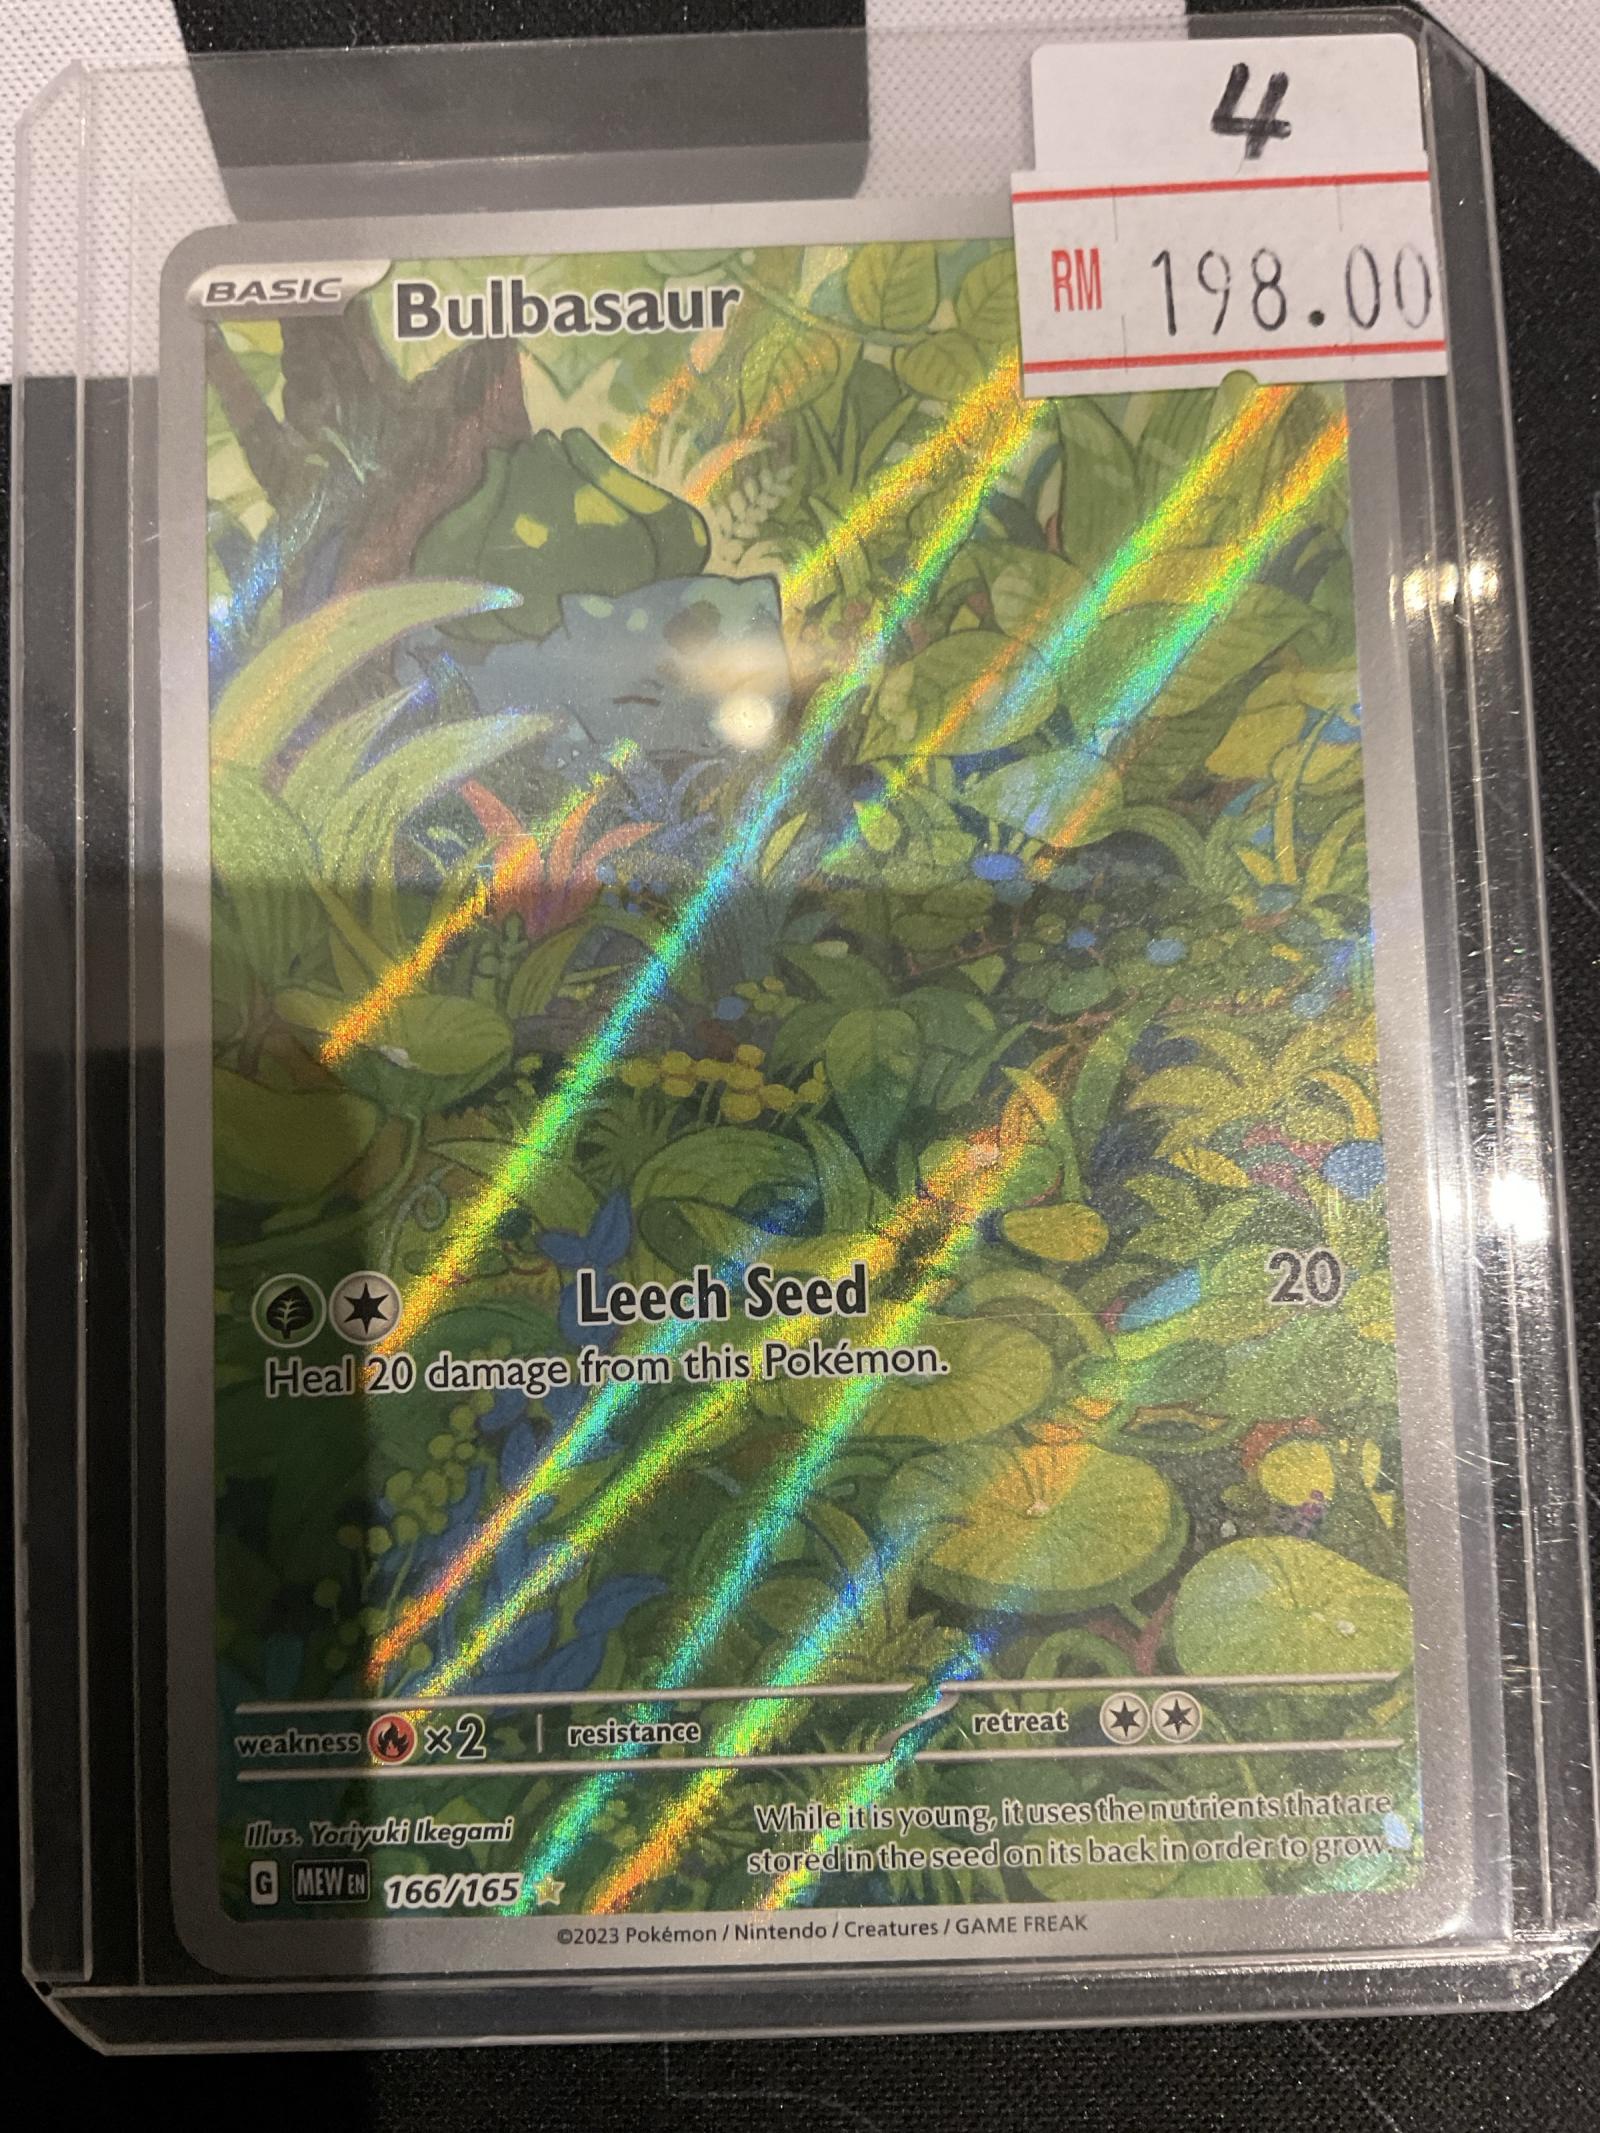 4
RM 198.00
BASIC Bulbasaur
Leech Seed 20
Heal 20 damage from this Pokémon.
weakness ×2 resistance retreat
Illus. Yoriyuki Ikegami
While it is young, it uses the nutrients that are
stored in the seed on its back in order to grow.
G MEW EN 166/165
©2023 Pokémon / Nintendo / Creatures / GAME FREAK